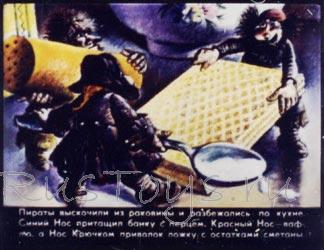 Пираты выскочили из раковины и разбежались по кухне.
Синий Нос притащил банку с перцем, Красный Нос — ваф-
лю, а Нос Крючком приволок ложку с остатками сметаны.
RusToys.ru